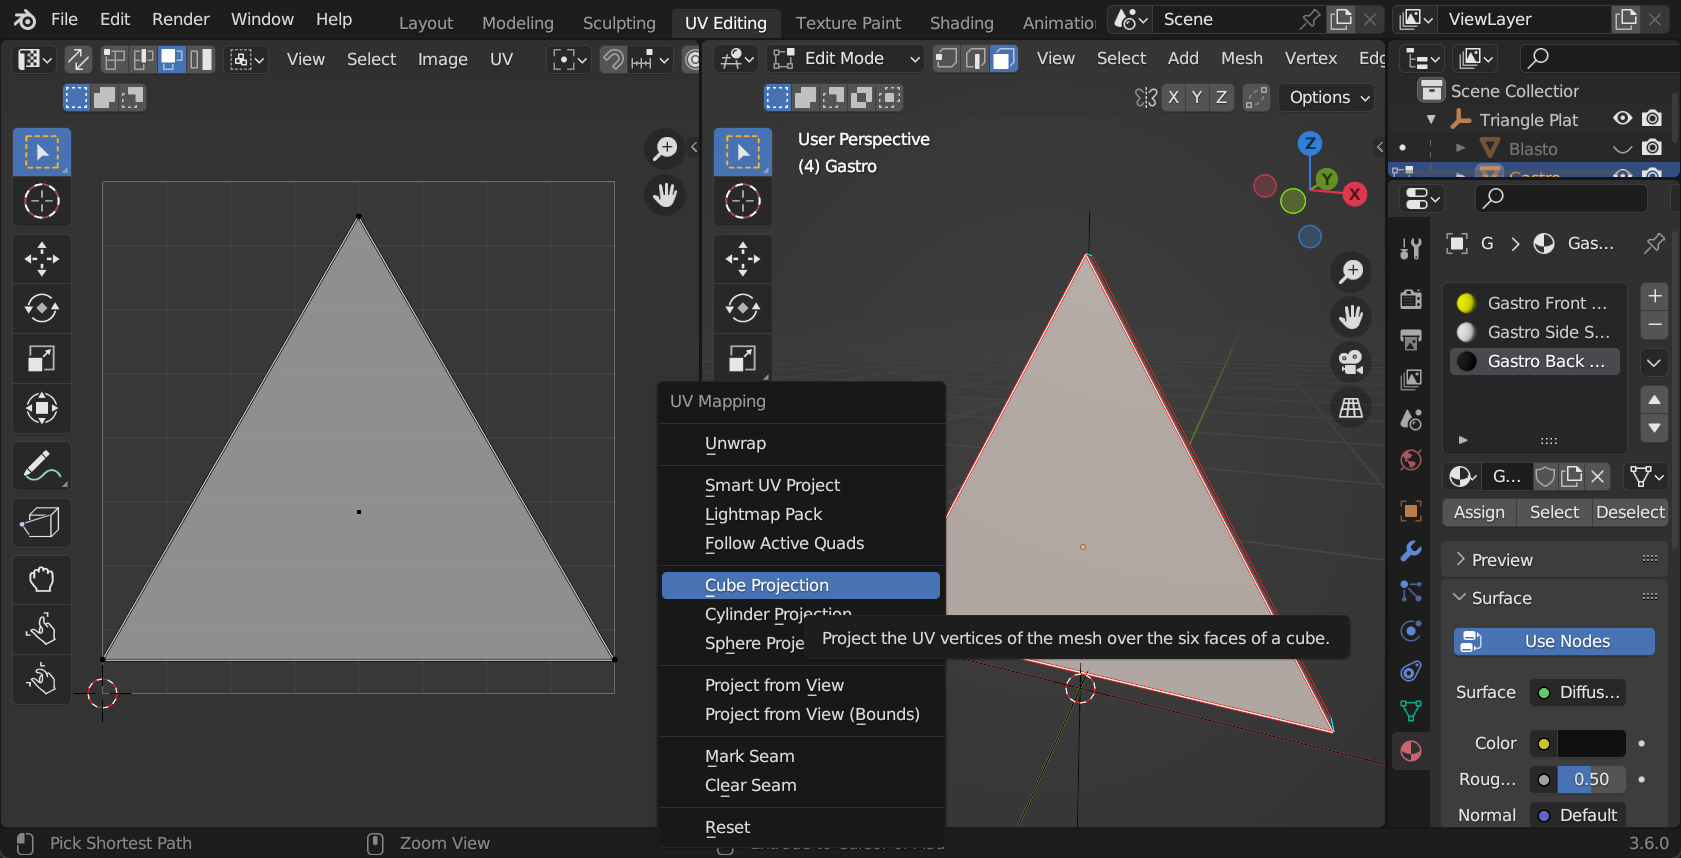 File Edit Render Window Help Layout Modeling Sculpting UV Editing Texture Paint Shading Animatio Scene ViewLayer
View Select Image UV Edit Mode View Select Add Mesh Vertex Edg
X Y Z Options
Scene Collection
Triangle Plat
Blasto
Gastro
User Perspective
(4) Gastro
Z
Y
X
G > Gas...
Gastro Front ...
Gastro Side S...
Gastro Back ...
G...
Assign Select Deselect
Preview
Surface
Use Nodes
Surface Diffus...
Color
Roug... 0.50
Normal Default
UV Mapping
Unwrap
Smart UV Project
Lightmap Pack
Follow Active Quads
Cube Projection
Cylinder Projection
Sphere Proje
Project the UV vertices of the mesh over the six faces of a cube.
Project from View
Project from View (Bounds)
Mark Seam
Clear Seam
Reset
Pick Shortest Path Zoom View 3.6.0